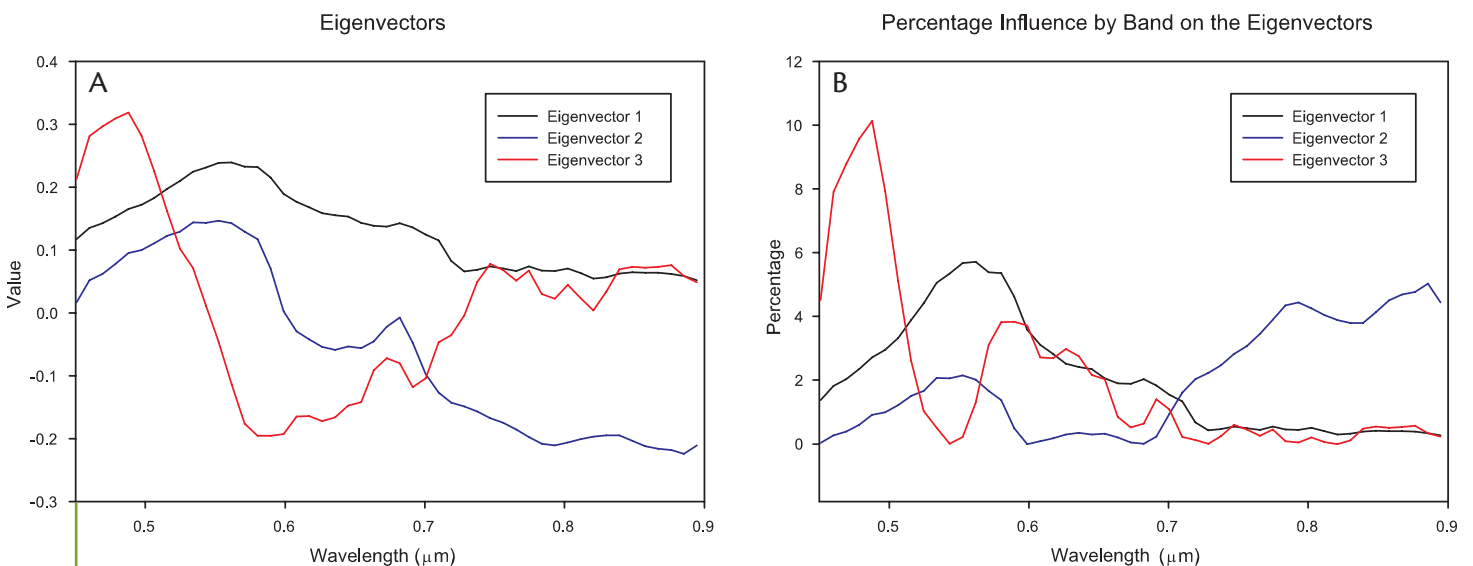 Eigenvectors
A
Eigenvector 1
Eigenvector 2
Eigenvector 3
0.4
0.3
0.2
0.1
0.0
-0.1
-0.2
-0.3
Value
0.5 0.6 0.7 0.8 0.9
Wavelength (μm)
Percentage Influence by Band on the Eigenvectors
B
Eigenvector 1
Eigenvector 2
Eigenvector 3
12
10
8
6
4
2
0
Percentage
0.5 0.6 0.7 0.8 0.9
Wavelength (μm)